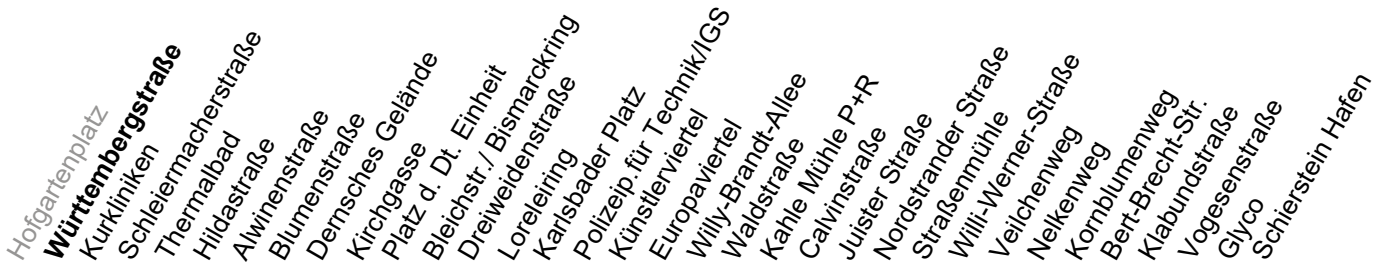 Hofgartenplatz
Württembergstraße
Kurkliniken
Schleiermacherstraße
Thermalbad
Hildastraße
Alwinenstraße
Blumenstraße
Dernsches Gelände
Kirchgasse
Platz d. Dt. Einheit
Bleichstr./ Bismarckring
Dreiweidenstraße
Loreleiring
Karlsbader Platz
Polizeip.für Technik/IGS
Künstlerviertel
Europaviertel
Willy-Brandt-Allee
Waldstraße
Kahle Mühle P+R
Calvinstraße
Juister Straße
Nordstrander Straße
Straßenmühle
Willi-Werner-Straße
Veilchenweg
Nelkenweg
Kornblumenweg
Bert-Brecht-Str.
Klabundstraße
Vogesenstraße
Glyco
Schierstein Hafen